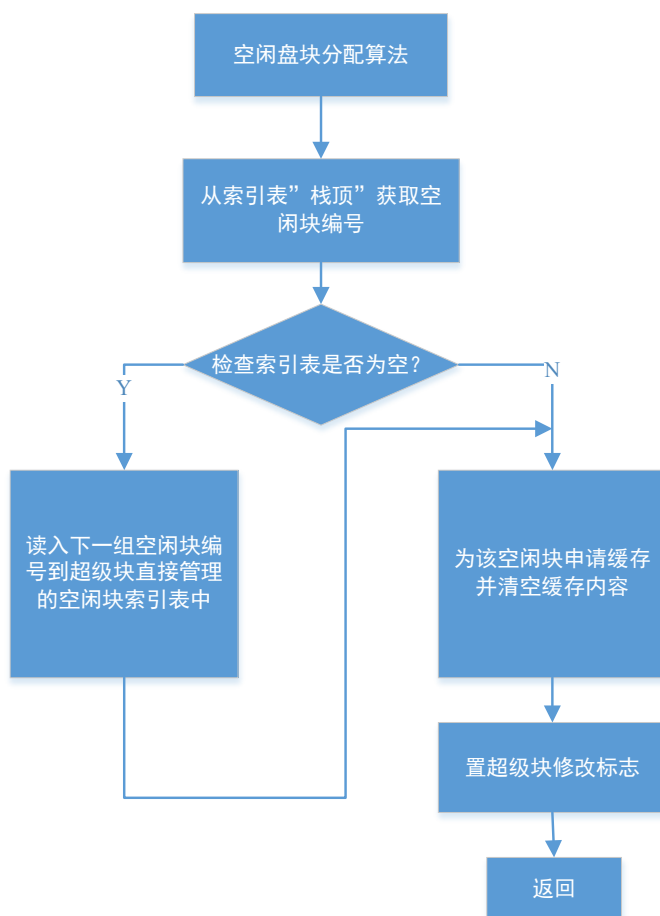 空闲盘块分配算法
从索引表”栈顶”获取空
闲块编号
检查索引表是否为空？
Y
N
读入下一组空闲块编
号到超级块直接管理
的空闲块索引表中
为该空闲块申请缓存
并清空缓存内容
置超级块修改标志
返回